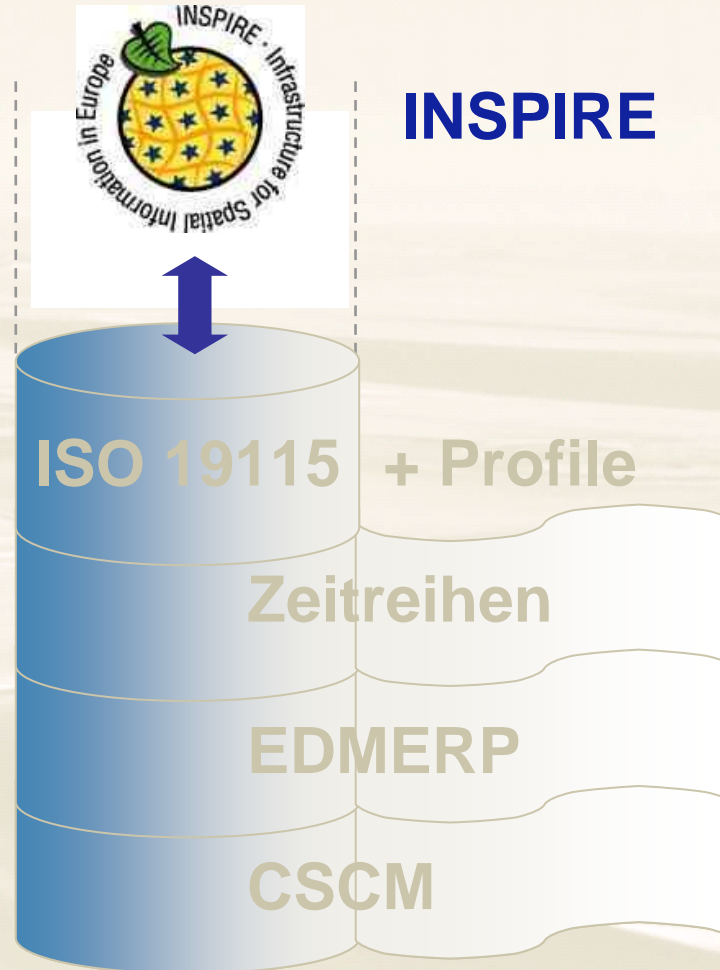 INSPIRE · Infrastructure for Spatial Information in Europe
INSPIRE
ISO 19115 + Profile
Zeitreihen
EDMERP
CSCM